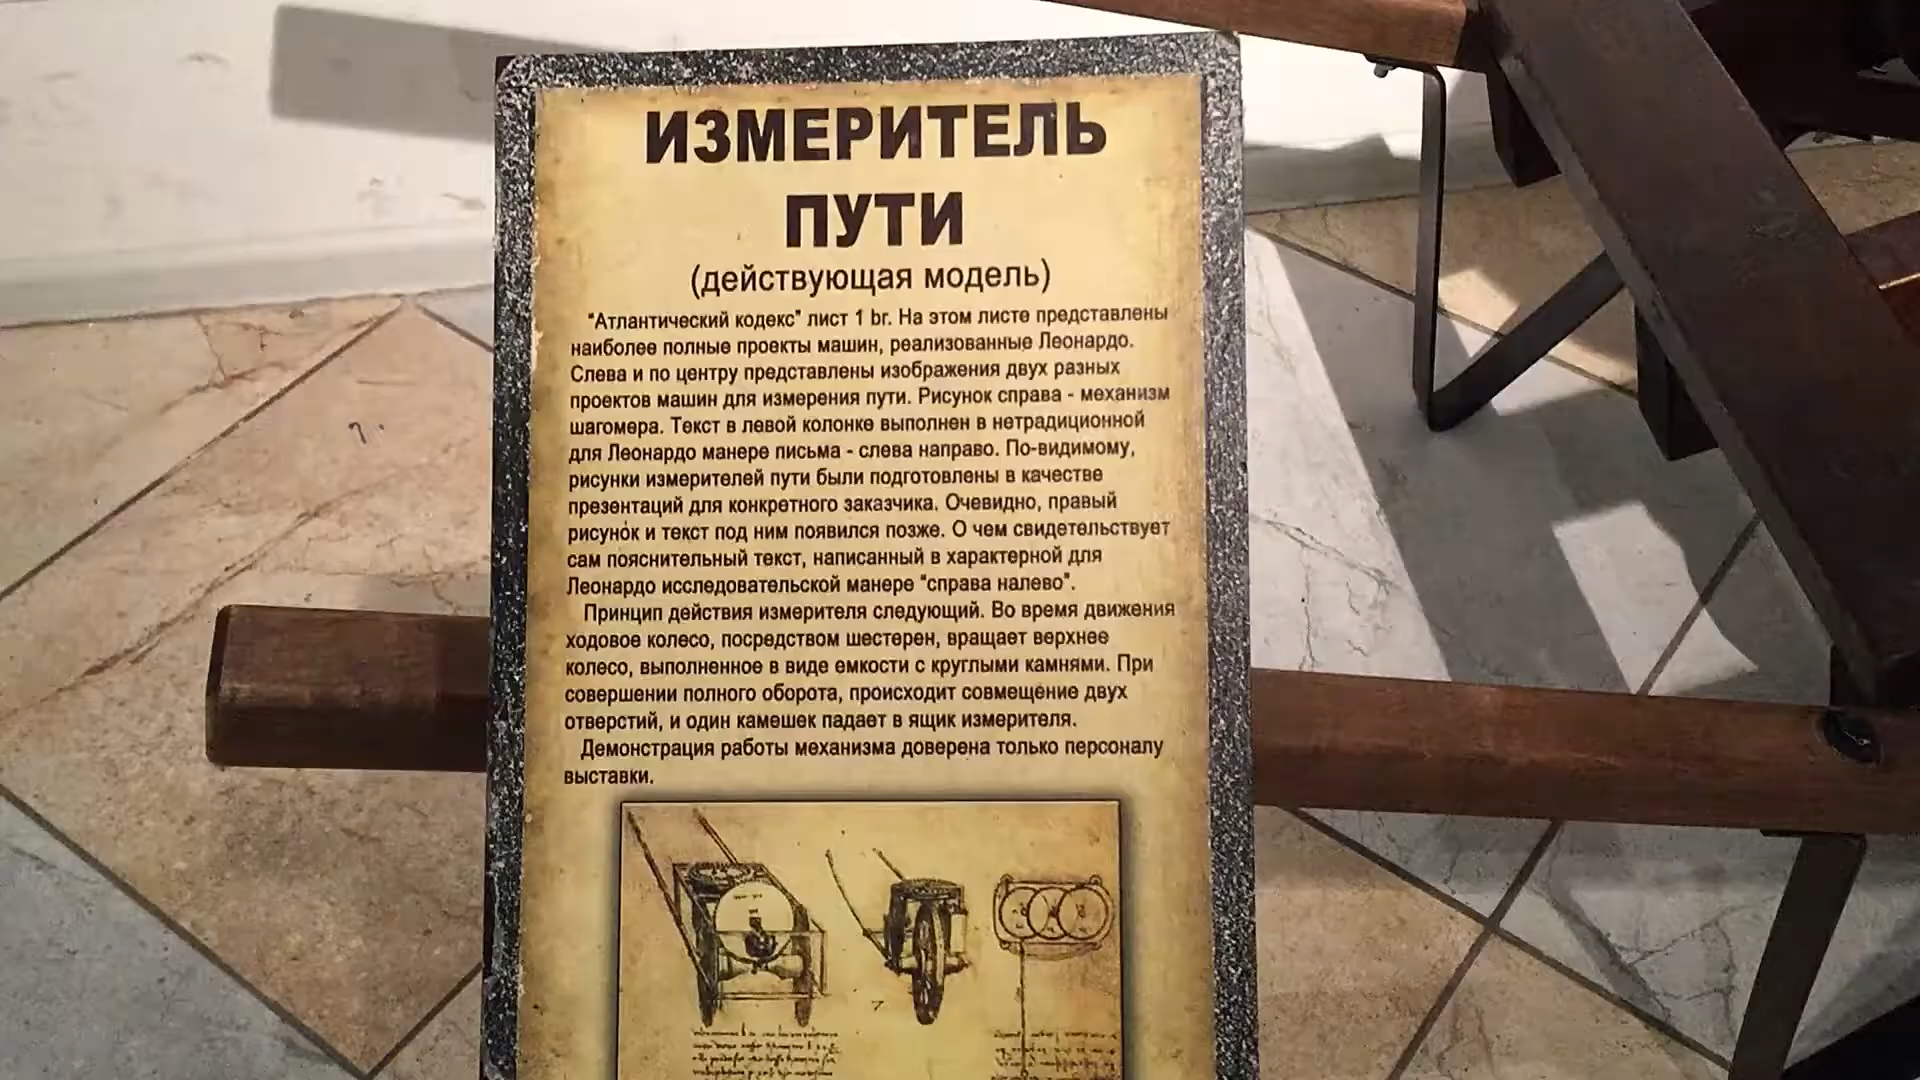 ИЗМЕРИТЕЛЬ
ПУТИ
(действующая модель)
"Атлантический кодекс" лист 1 br. На этом листе представлены
наиболее полные проекты машин, реализованные Леонардо.
Слева и по центру представлены изображения двух разных
проектов машин для измерения пути. Рисунок справа - механизм
шагомера. Текст в левой колонке выполнен в нетрадиционной
для Леонардо манере письма - слева направо. По-видимому,
рисунки измерителей пути были подготовлены в качестве
презентаций для конкретного заказчика. Очевидно, правый
рисунок и текст под ним появился позже. О чем свидетельствует
сам пояснительный текст, написанный в характерной для
Леонардо исследовательской манере "справа налево".
Принцип действия измерителя следующий. Во время движения
ходовое колесо, посредством шестерен, вращает верхнее
колесо, выполненное в виде емкости с круглыми камнями. При
совершении полного оборота, происходит совмещение двух
отверстий, и один камешек падает в ящик измерителя.
Демонстрация работы механизма доверена только персоналу
выставки.